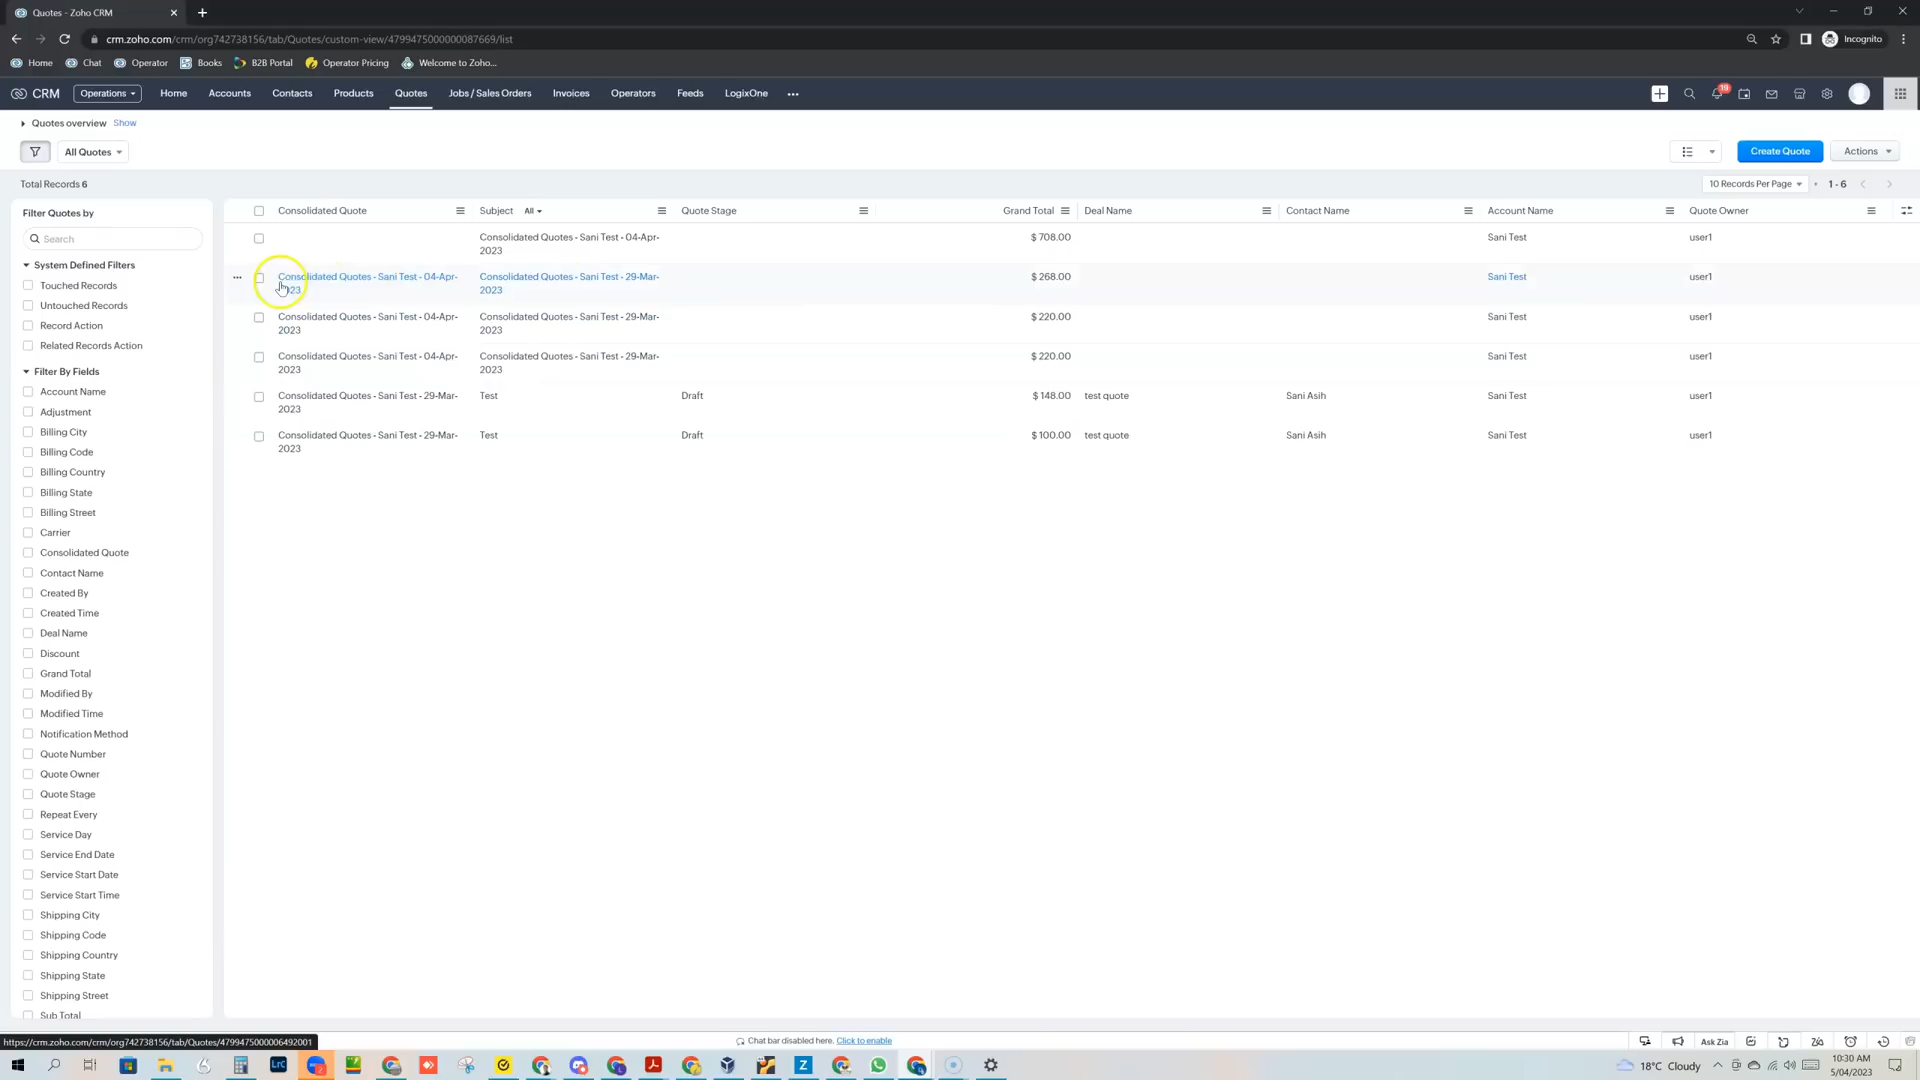 Quotes - Zoho CRM
crm.zoho.com/crm/org742738156/tab/Quotes/custom-view/4799475000000087669/list
Incognito
Home Chat Operator Books B2B Portal Operator Pricing Welcome to Zoho...
CRM Operations Home Accounts Contacts Products Quotes Jobs / Sales Orders Invoices Operators Feeds LogixOne ... 19
Quotes overview Show
All Quotes Create Quote Actions
Total Records 6 10 Records Per Page 1 - 6
Filter Quotes by
Search
System Defined Filters
Touched Records
Untouched Records
Record Action
Related Records Action
Filter By Fields
Account Name
Adjustment
Billing City
Billing Code
Billing Country
Billing State
Billing Street
Carrier
Consolidated Quote
Contact Name
Created By
Created Time
Deal Name
Discount
Grand Total
Modified By
Modified Time
Notification Method
Quote Number
Quote Owner
Quote Stage
Repeat Every
Service Day
Service End Date
Service Start Date
Service Start Time
Shipping City
Shipping Code
Shipping Country
Shipping State
Shipping Street
Sub Total
Consolidated Quote Subject All Quote Stage Grand Total Deal Name Contact Name Account Name Quote Owner
Consolidated Quotes - Sani Test - 04-Apr- $ 708.00 Sani Test user1
2023
Consolidated Quotes - Sani Test - 04-Apr- Consolidated Quotes - Sani Test - 29-Mar- $ 268.00 Sani Test user1
2023 2023
Consolidated Quotes - Sani Test - 04-Apr- Consolidated Quotes - Sani Test - 29-Mar- $ 220.00 Sani Test user1
2023 2023
Consolidated Quotes - Sani Test - 04-Apr- Consolidated Quotes - Sani Test - 29-Mar- $ 220.00 Sani Test user1
2023 2023
Consolidated Quotes - Sani Test - 29-Mar- Test Draft $ 148.00 test quote Sani Asih Sani Test user1
2023
Consolidated Quotes - Sani Test - 29-Mar- Test Draft $ 100.00 test quote Sani Asih Sani Test user1
2023
https://crm.zoho.com/crm/org742738156/tab/Quotes/4799475000006492001
Chat bar disabled here. Click to enable
Ask Zia
Lrc
Z
18°C Cloudy
10:30 AM
5/04/2023